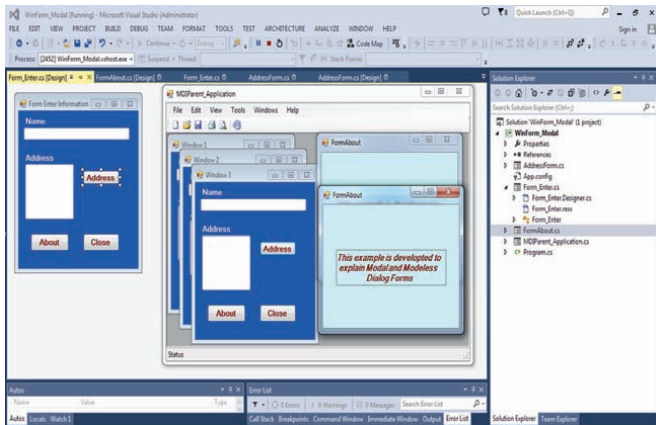 WinForm_Modal (Running) - Microsoft Visual Studio (Administrator)
Quick Launch (Ctrl+Q)
FILE EDIT VIEW PROJECT BUILD DEBUG TEAM FORMAT TOOLS TEST ARCHITECTURE ANALYZE WINDOW HELP
Sign in
Continue
Debug
Code Map
Process: [2452] WinForm_Modal.vshost.exe
Suspend
Thread:
Stack Frame:
Form_Enter.cs [Design] FormAbout.cs [Design] Form_Enter.cs AddressForm.cs AddressForm.cs [Design]
Form Enter Information
Name
Address
Address
About Close
MDIParent_Application
File Edit View Tools Windows Help
Window 1
Window 2
Window 3
Name
Address
Address
About Close
FormAbout
FormAbout
This example is developted to
explain Modal and Modeless
Dialog Forms
Status
Solution Explorer
Search Solution Explorer (Ctrl+;)
Solution 'WinForm_Modal' (1 project)
WinForm_Modal
Properties
References
AddressForm.cs
App.config
Form_Enter.cs
Form_Enter.Designer.cs
Form_Enter.resx
Form_Enter
FormAbout.cs
MDIParent_Application.cs
Program.cs
Autos
Name Value Type
Autos Locals Watch 1
Error List
0 Errors 0 Warnings 0 Messages Search Error List
Call Stack Breakpoints Command Window Immediate Window Output Error List
Solution Explorer Team Explorer